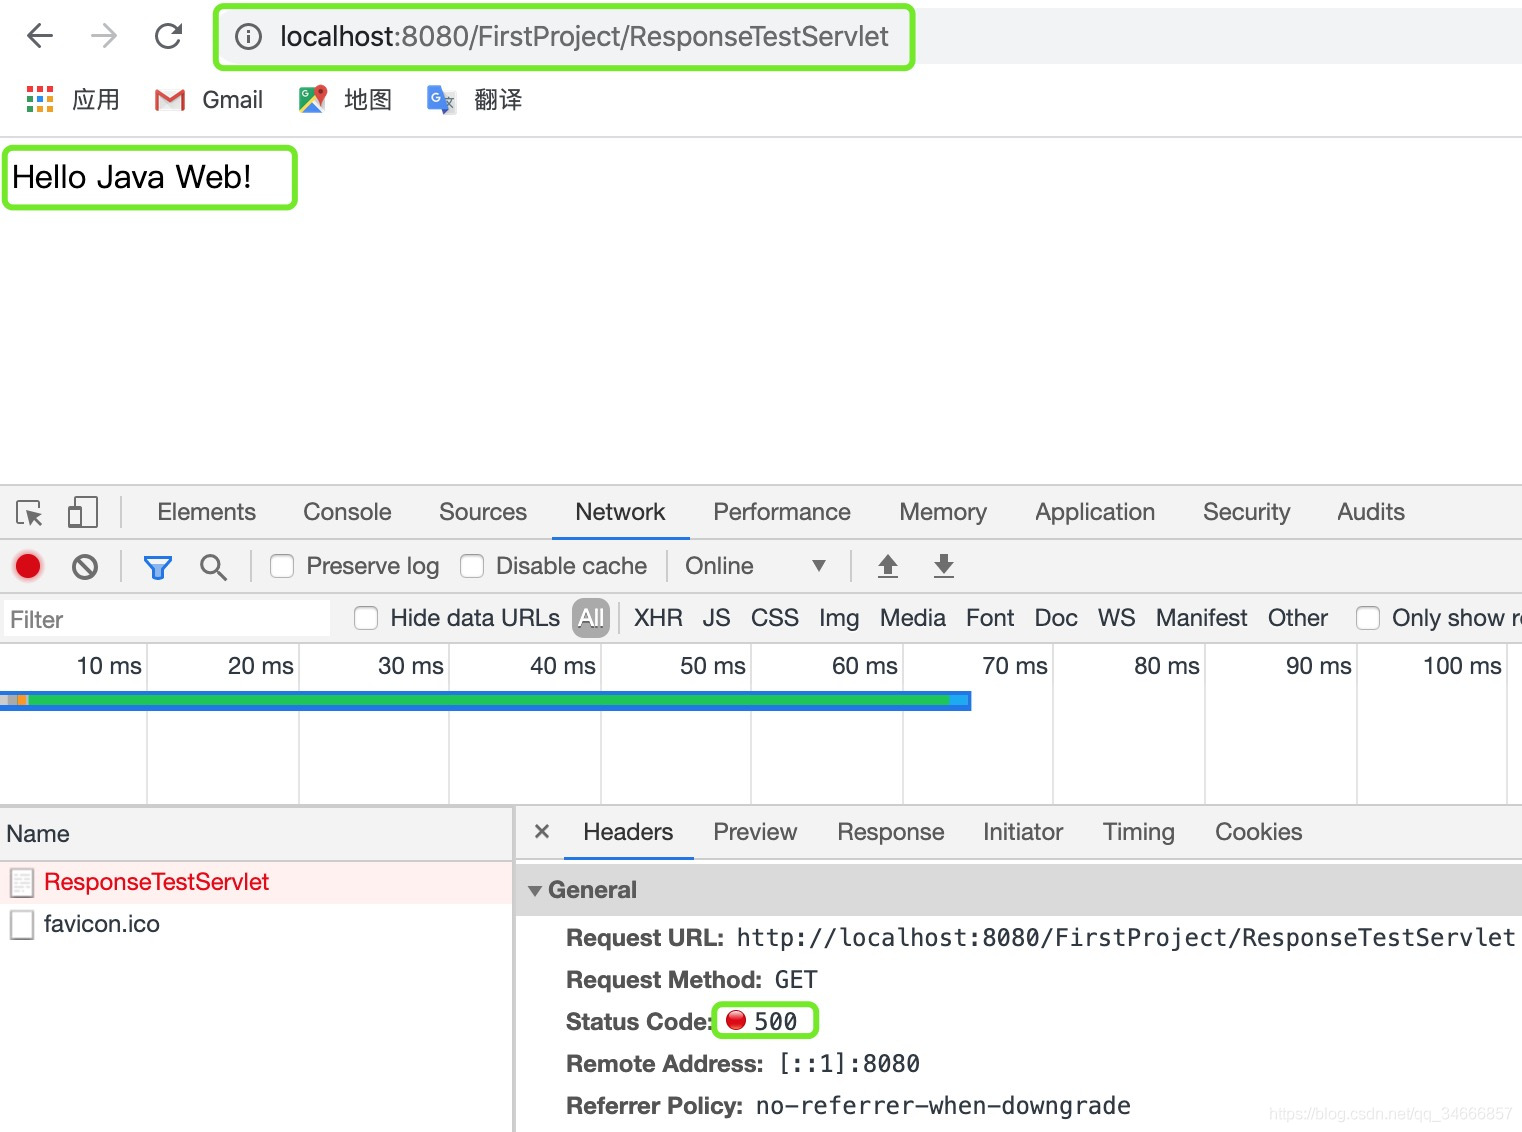 localhost:8080/FirstProject/ResponseTestServlet
应用 Gmail 地图 翻译
Hello Java Web!
Elements Console Sources Network Performance Memory Application Security Audits
Preserve log Disable cache Online
Filter Hide data URLs All XHR JS CSS Img Media Font Doc WS Manifest Other Only show r
10 ms 20 ms 30 ms 40 ms 50 ms 60 ms 70 ms 80 ms 90 ms 100 ms
Name
ResponseTestServlet
favicon.ico
Headers Preview Response Initiator Timing Cookies
General
Request URL: http://localhost:8080/FirstProject/ResponseTestServlet
Request Method: GET
Status Code: 500
Remote Address: [::1]:8080
Referrer Policy: no-referrer-when-downgrade
https://blog.csdn.net/qq_34666857